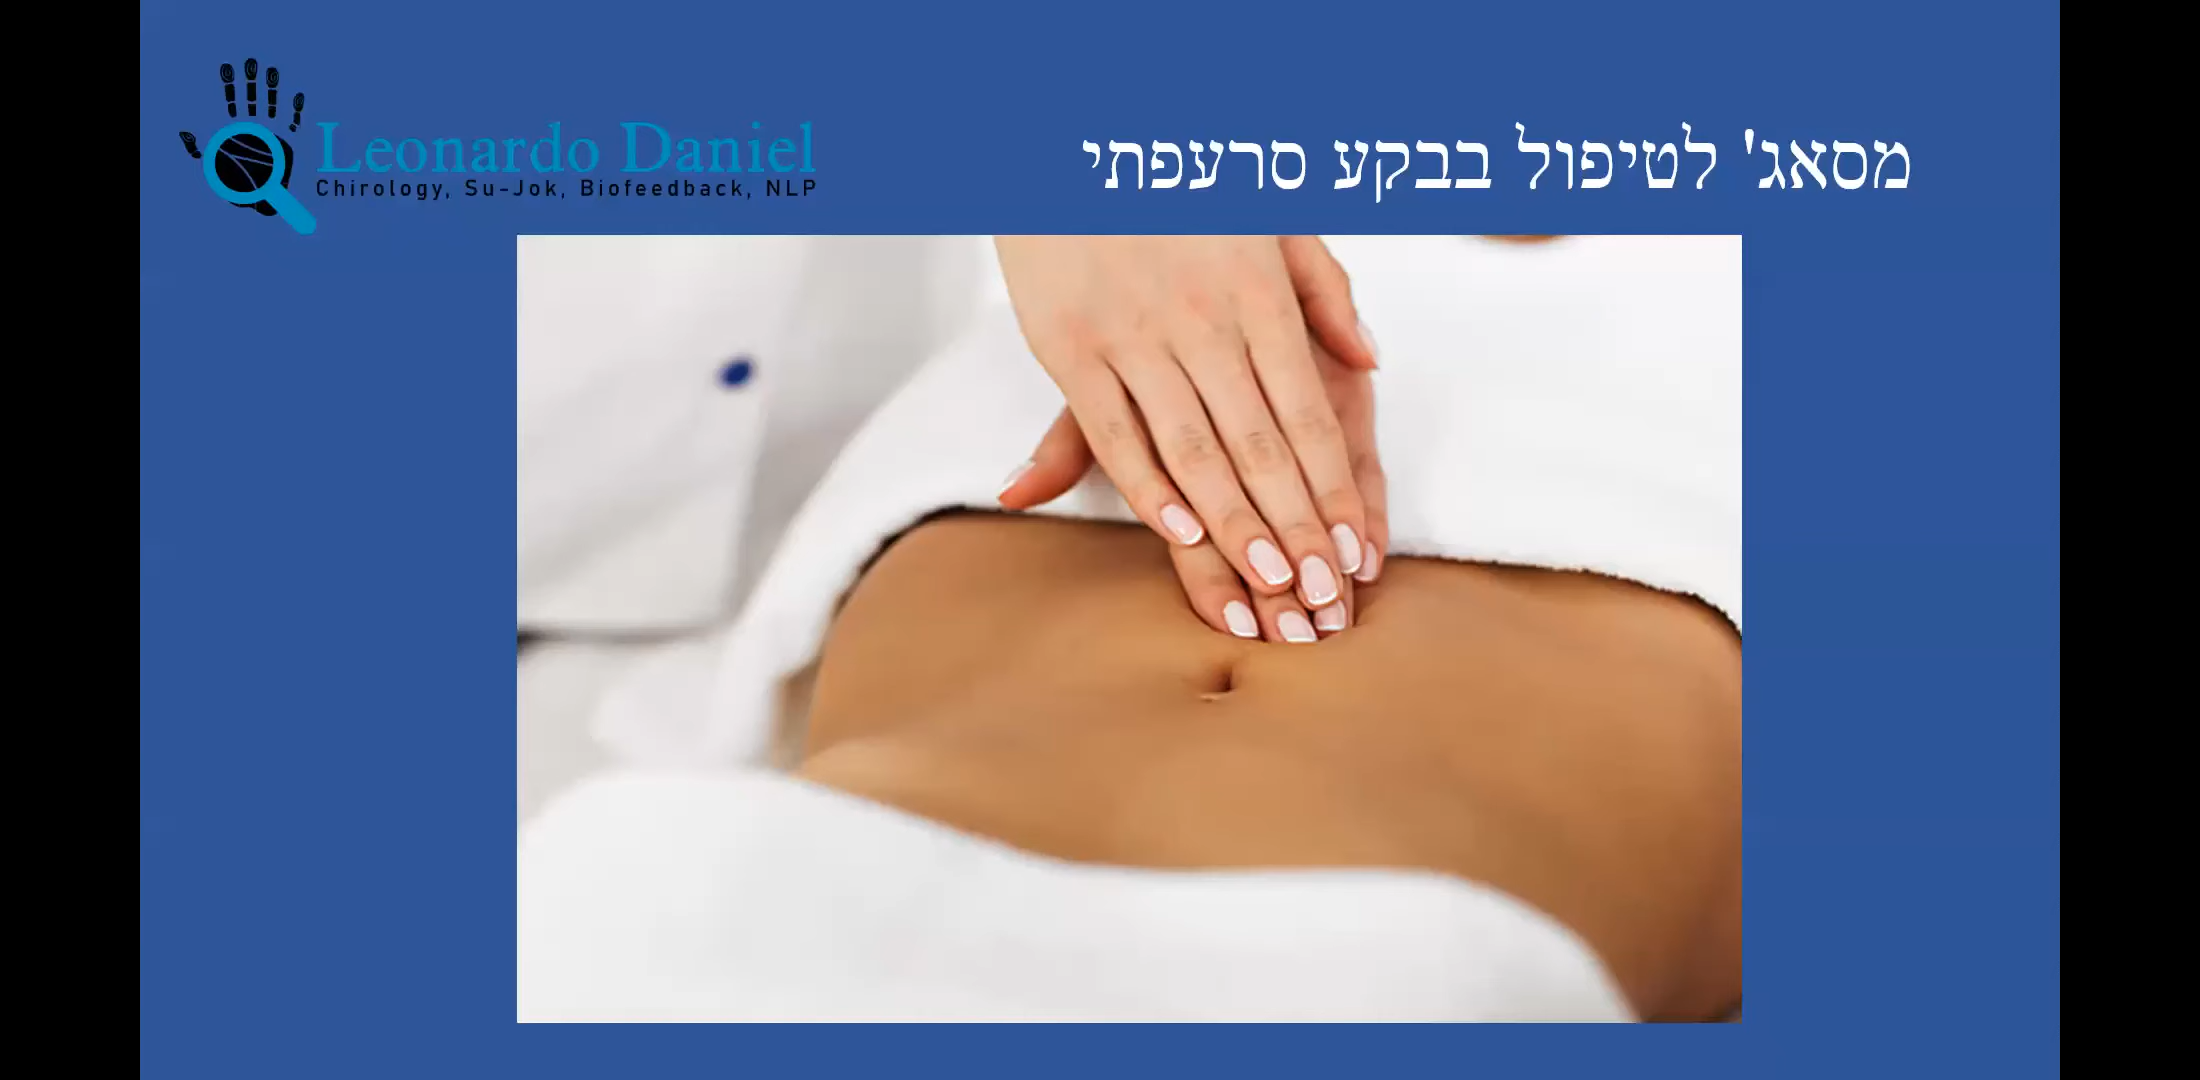 Leonardo Daniel
Chirology, Su-Jok, Biofeedback, NLP
מסאג' לטיפול בבקע סרעפתי